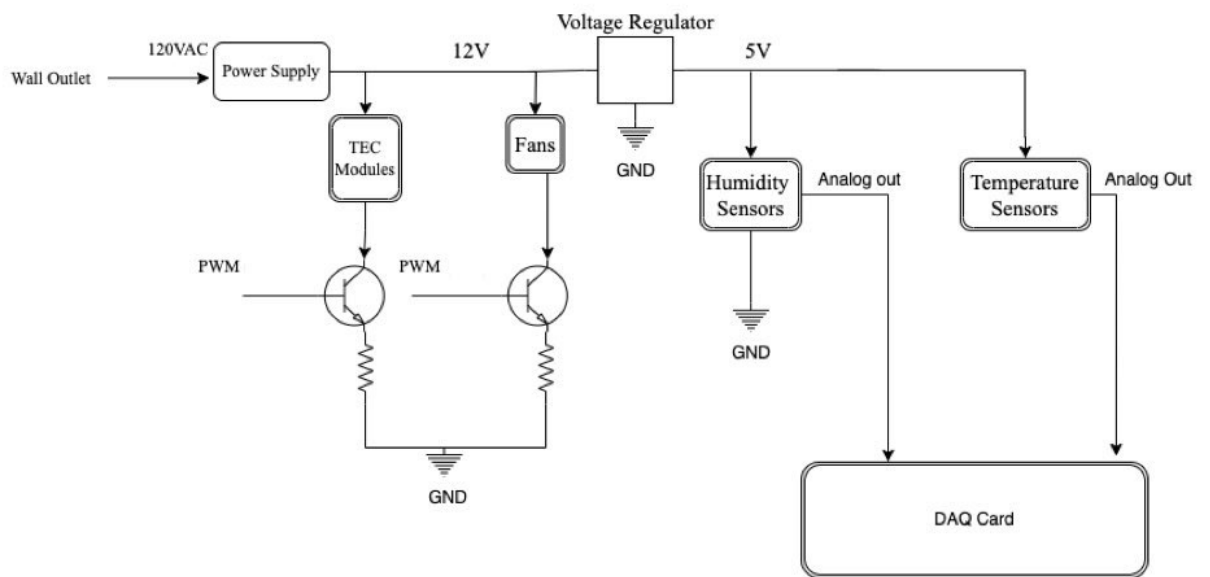 Voltage Regulator
120VAC
12V
5V
Wall Outlet
Power Supply
TEC
Modules
Fans
GND
Humidity
Sensors
Analog out
Temperature
Sensors
Analog Out
PWM
PWM
GND
GND
DAQ Card